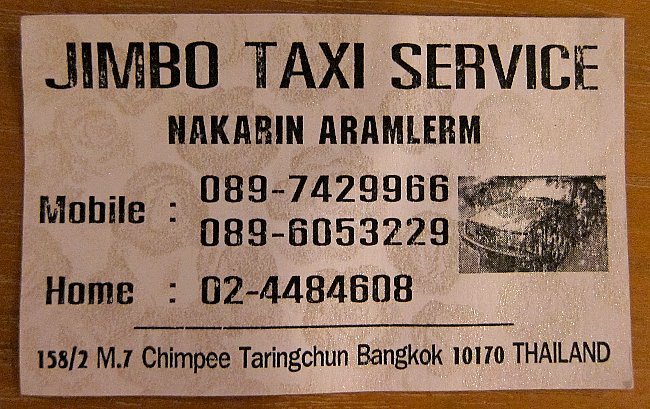 JIMBO TAXI SERVICE
NAKARIN ARAMLERM
Mobile : 089-7429966
089-6053229
Home : 02-4484608
158/2 M.7 Chimpee Taringchun Bangkok 10170 THAILAND